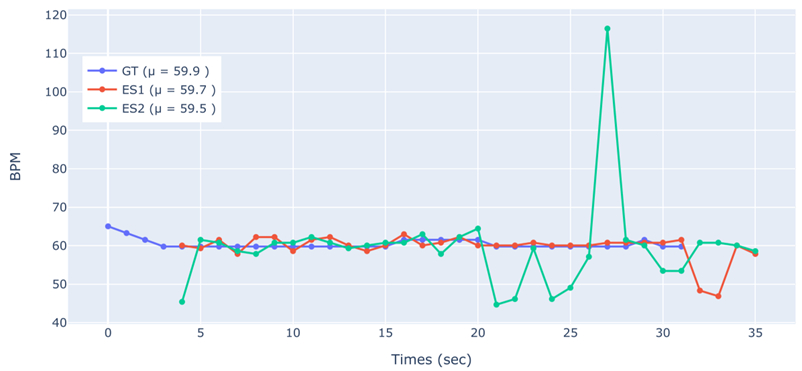 120
110
100
90
80
70
60
50
40
BPM
GT (μ = 59.9 )
ES1 (μ = 59.7 )
ES2 (μ = 59.5 )
0 5 10 15 20 25 30 35
Times (sec)